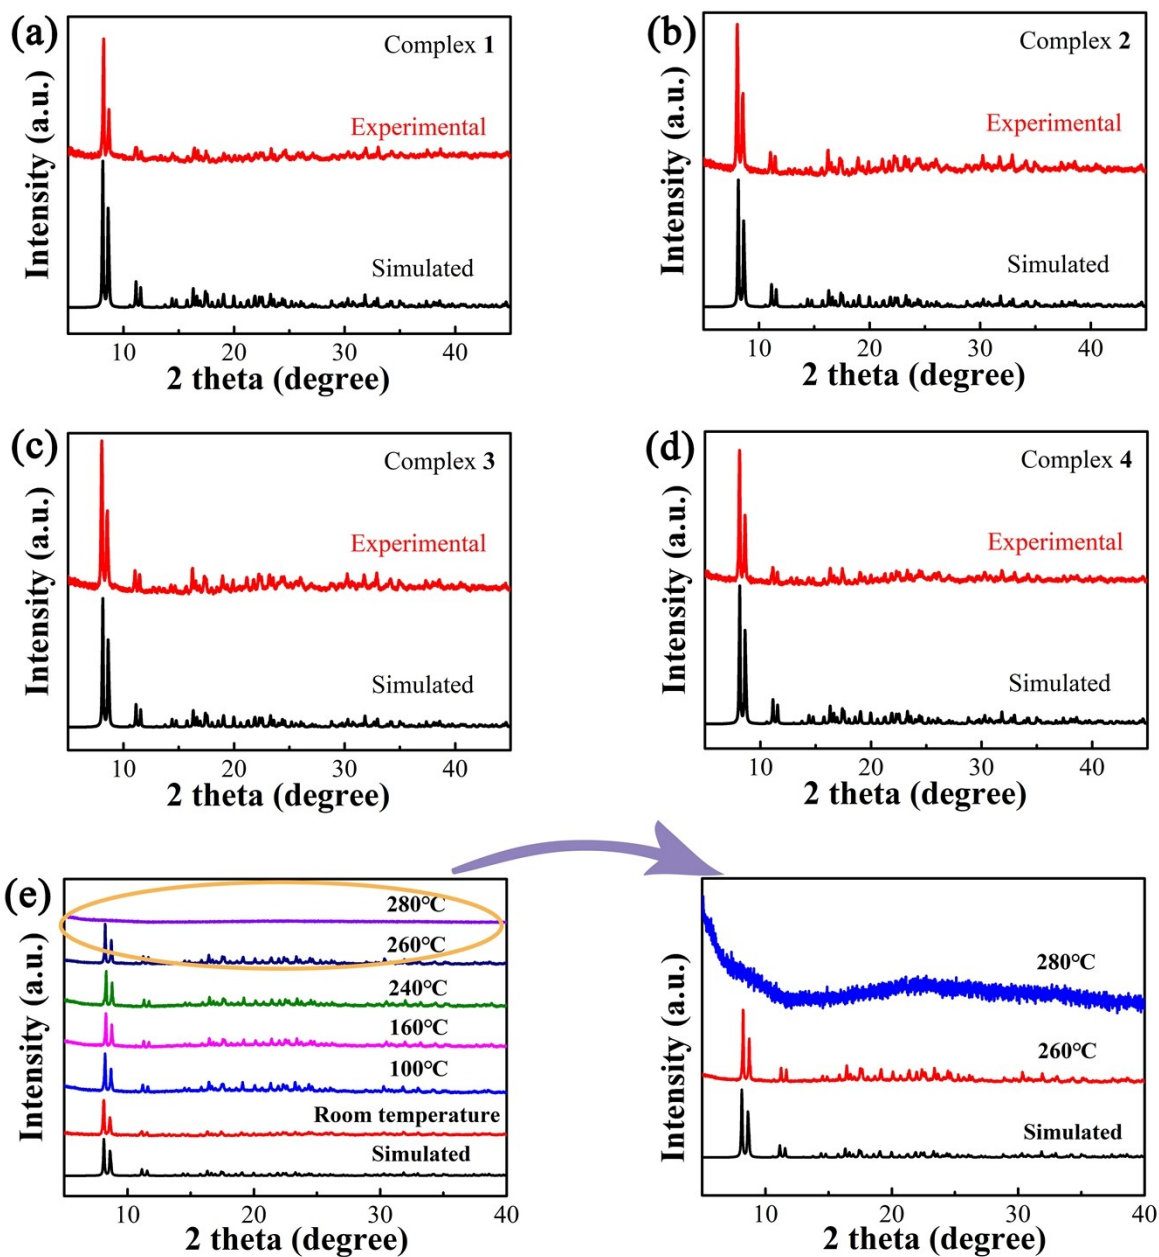 (a)
Complex 1
Experimental
Simulated
Intensity (a.u.)
10 20 30 40
2 theta (degree)
(b)
Complex 2
Experimental
Simulated
Intensity (a.u.)
10 20 30 40
2 theta (degree)
(c)
Complex 3
Experimental
Simulated
Intensity (a.u.)
10 20 30 40
2 theta (degree)
(d)
Complex 4
Experimental
Simulated
Intensity (a.u.)
10 20 30 40
2 theta (degree)
(e)
280°C
260°C
240°C
160°C
100°C
Room temperature
Simulated
Intensity (a.u.)
10 20 30 40
2 theta (degree)
280°C
260°C
Simulated
Intensity (a.u.)
10 20 30 40
2 theta (degree)